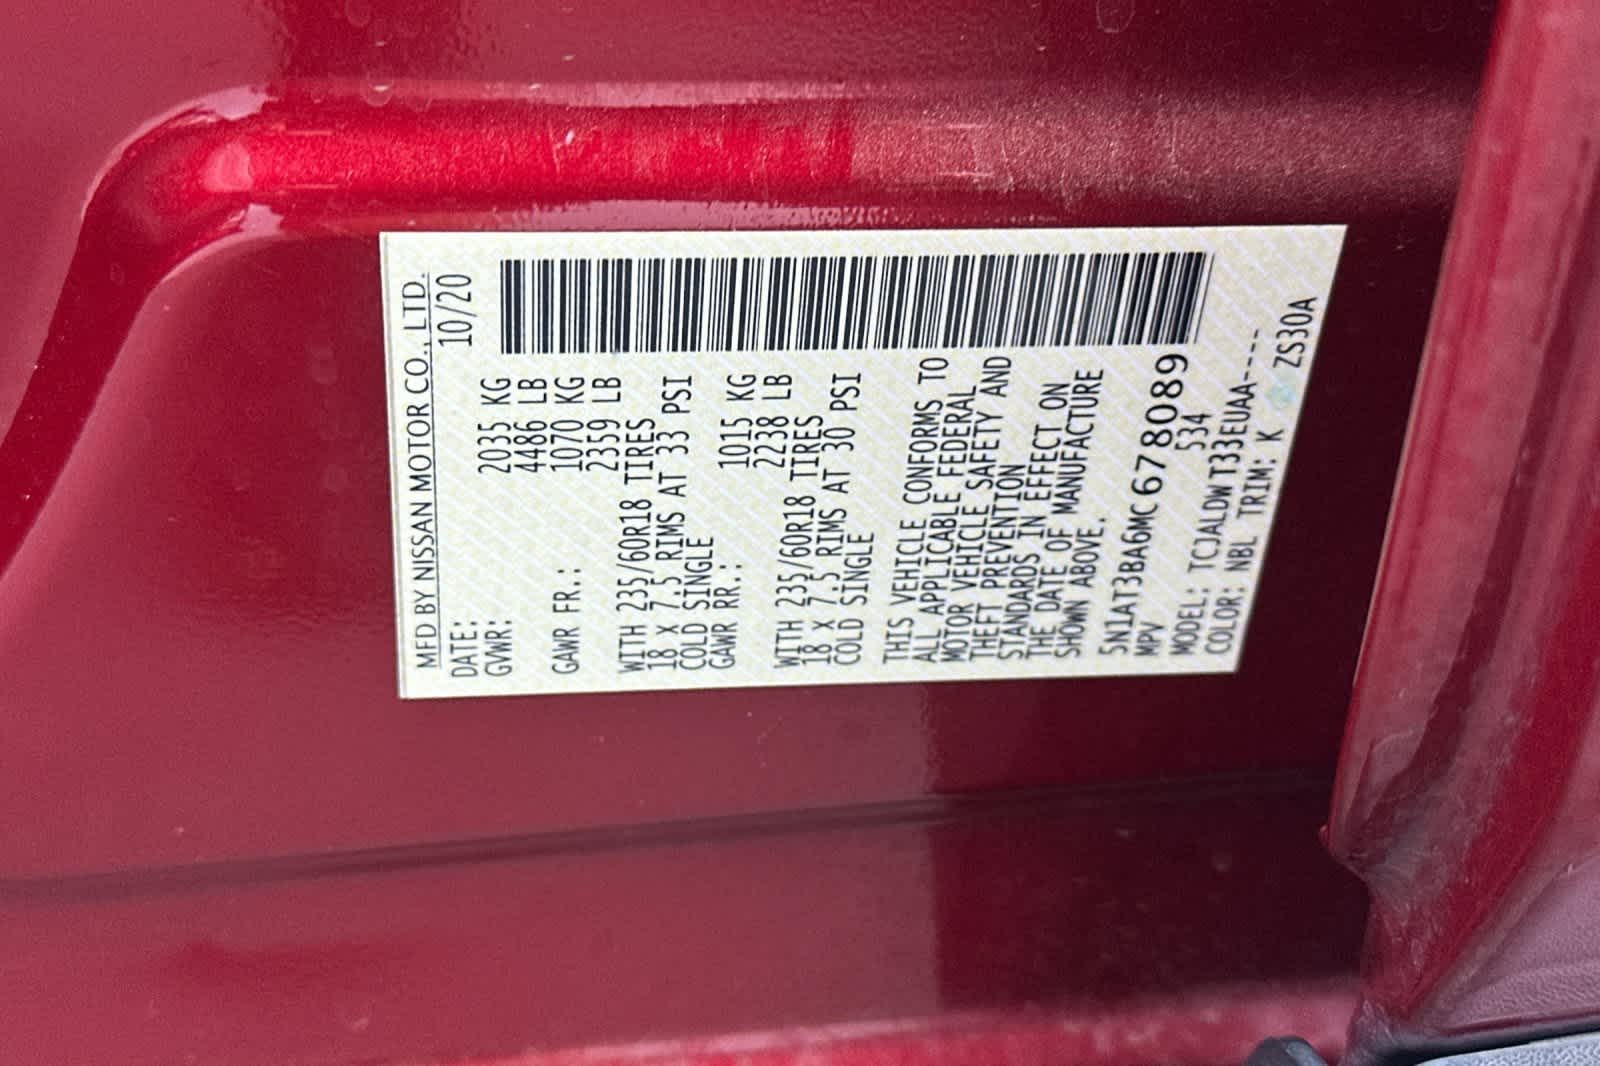 MFD BY NISSAN MOTOR CO., LTD.
DATE: 10/20
GVWR: 2035 KG
4486 LB
GAWR FR.: 1070 KG
2359 LB
WITH 235/60R18 TIRES
18 X 7.5 RIMS AT 33 PSI
COLD SINGLE
GAWR RR.: 1015 KG
2238 LB
WITH 235/60R18 TIRES
18 X 7.5 RIMS AT 30 PSI
COLD SINGLE
THIS VEHICLE CONFORMS TO
ALL APPLICABLE FEDERAL
MOTOR VEHICLE SAFETY AND
THEFT PREVENTION
STANDARDS IN EFFECT ON
THE DATE OF MANUFACTURE
SHOWN ABOVE.
5N1AT3BA6MC678089
MPV 534
MODEL: TCJALDWT33EUAA----
COLOR: NBL TRIM: K ZS30A